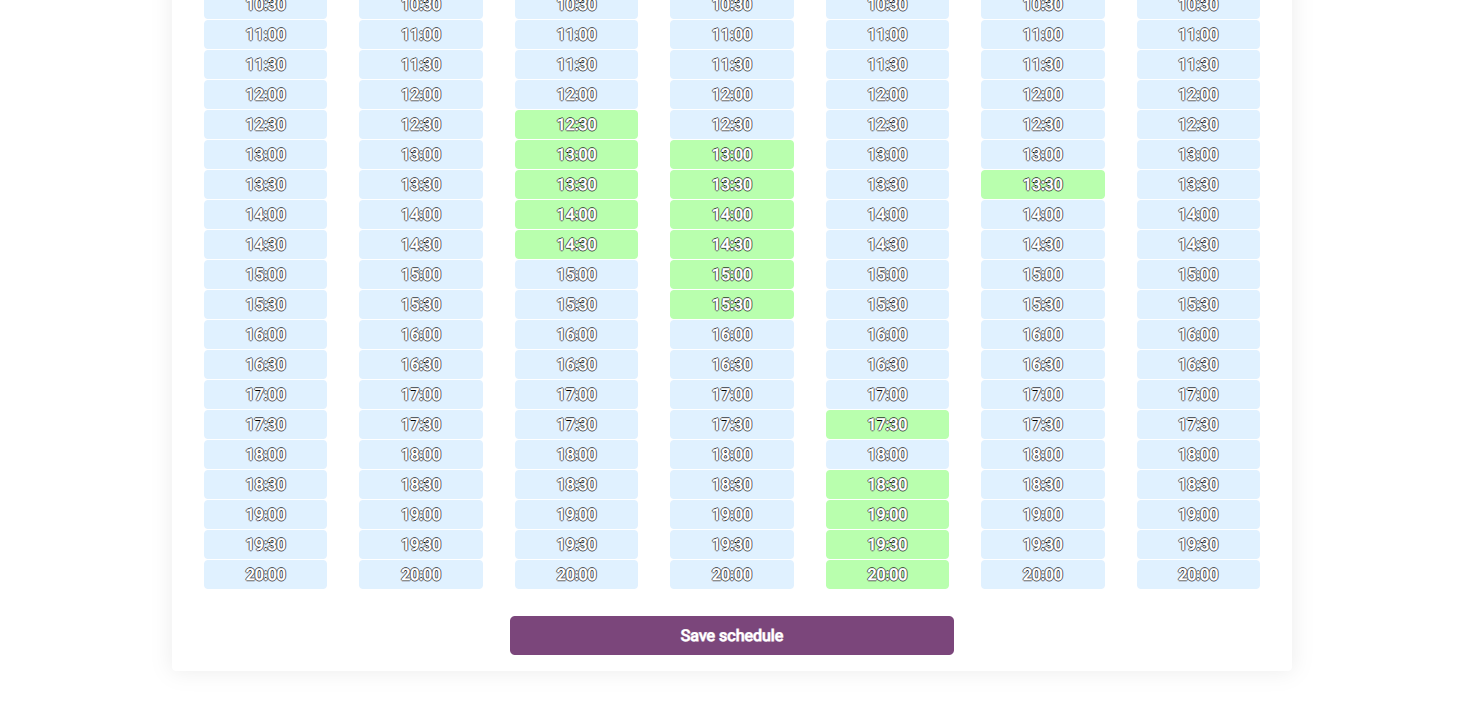 10:30 10:30 10:30 10:30 10:30 10:30 10:30
11:00 11:00 11:00 11:00 11:00 11:00 11:00
11:30 11:30 11:30 11:30 11:30 11:30 11:30
12:00 12:00 12:00 12:00 12:00 12:00 12:00
12:30 12:30 12:30 12:30 12:30 12:30 12:30
13:00 13:00 13:00 13:00 13:00 13:00 13:00
13:30 13:30 13:30 13:30 13:30 13:30 13:30
14:00 14:00 14:00 14:00 14:00 14:00 14:00
14:30 14:30 14:30 14:30 14:30 14:30 14:30
15:00 15:00 15:00 15:00 15:00 15:00 15:00
15:30 15:30 15:30 15:30 15:30 15:30 15:30
16:00 16:00 16:00 16:00 16:00 16:00 16:00
16:30 16:30 16:30 16:30 16:30 16:30 16:30
17:00 17:00 17:00 17:00 17:00 17:00 17:00
17:30 17:30 17:30 17:30 17:30 17:30 17:30
18:00 18:00 18:00 18:00 18:00 18:00 18:00
18:30 18:30 18:30 18:30 18:30 18:30 18:30
19:00 19:00 19:00 19:00 19:00 19:00 19:00
19:30 19:30 19:30 19:30 19:30 19:30 19:30
20:00 20:00 20:00 20:00 20:00 20:00 20:00
Save schedule